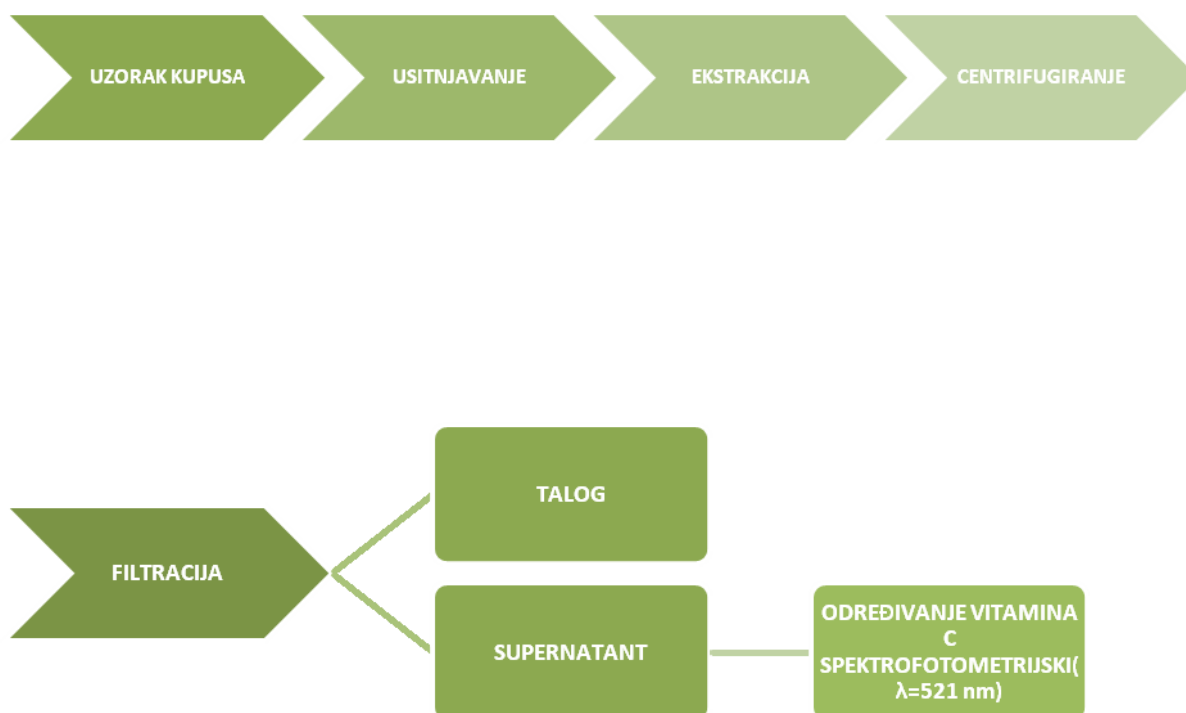 UZORAK KUPUSA
USITNJAVANJE
EKSTRAKCIJA
CENTRIFUGIRANJE
FILTRACIJA
TALOG
SUPERNATANT
ODREĐIVANJE VITAMINA
C
SPEKTROFOTOMETRIJSKI(
λ=521 nm)